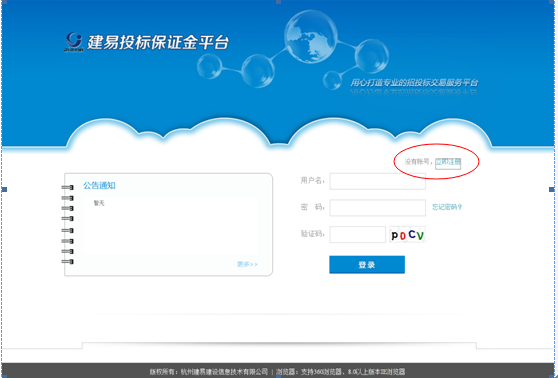 建易投标保证金平台
用心打造专业的招投标交易服务平台
没有账号，立即注册
公告通知
暂无
更多>>
用户名：
密 码：
忘记密码？
验证码：
p0CV
登录
版权所有：杭州建易建设信息技术有限公司 | 浏览器：支持360浏览器、8.0以上版本IE浏览器